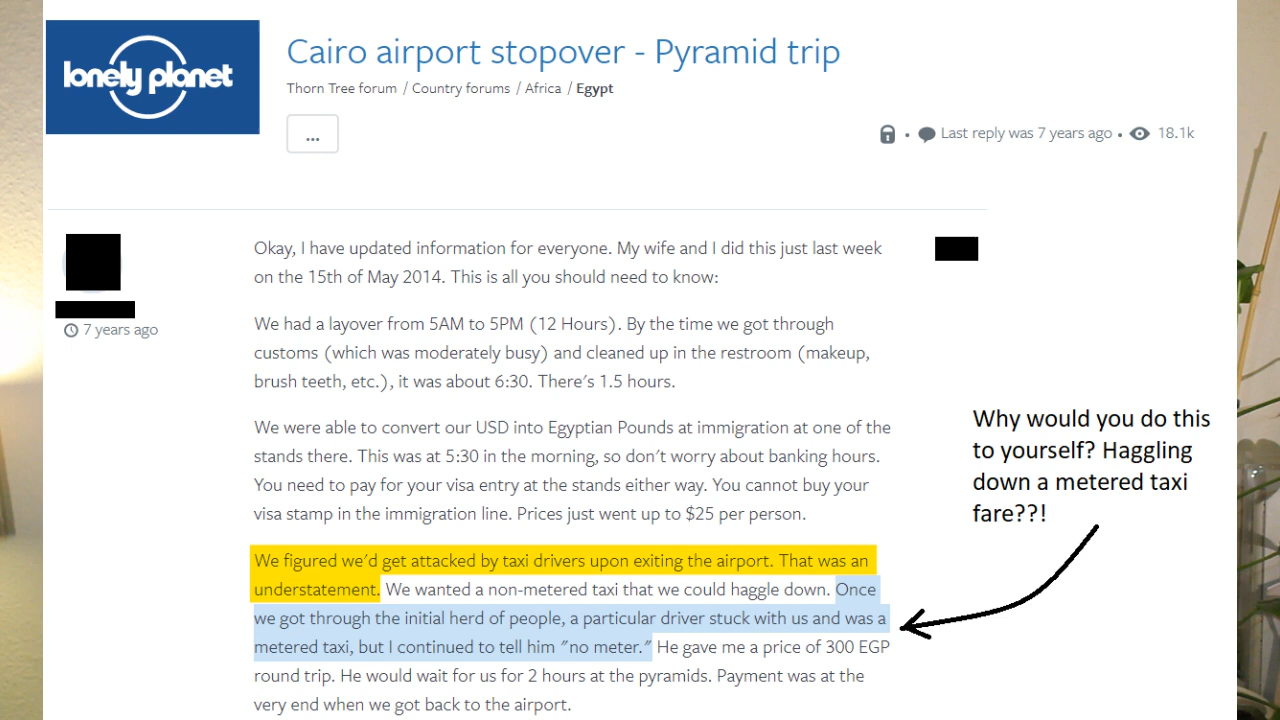 lonely planet
Cairo airport stopover - Pyramid trip
Thorn Tree forum / Country forums / Africa / Egypt
...
Last reply was 7 years ago • 18.1k
Okay, I have updated information for everyone. My wife and I did this just last week
on the 15th of May 2014. This is all you should need to know:
7 years ago
We had a layover from 5AM to 5PM (12 Hours). By the time we got through
customs (which was moderately busy) and cleaned up in the restroom (makeup,
brush teeth, etc.), it was about 6:30. There's 1.5 hours.
We were able to convert our USD into Egyptian Pounds at immigration at one of the
stands there. This was at 5:30 in the morning, so don't worry about banking hours.
You need to pay for your visa entry at the stands either way. You cannot buy your
visa stamp in the immigration line. Prices just went up to $25 per person.
We figured we'd get attacked by taxi drivers upon exiting the airport. That was an
understatement. We wanted a non-metered taxi that we could haggle down. Once
we got through the initial herd of people, a particular driver stuck with us and was a
metered taxi, but I continued to tell him "no meter." He gave me a price of 300 EGP
round trip. He would wait for us for 2 hours at the pyramids. Payment was at the
very end when we got back to the airport.
Why would you do this
to yourself? Haggling
down a metered taxi
fare??!